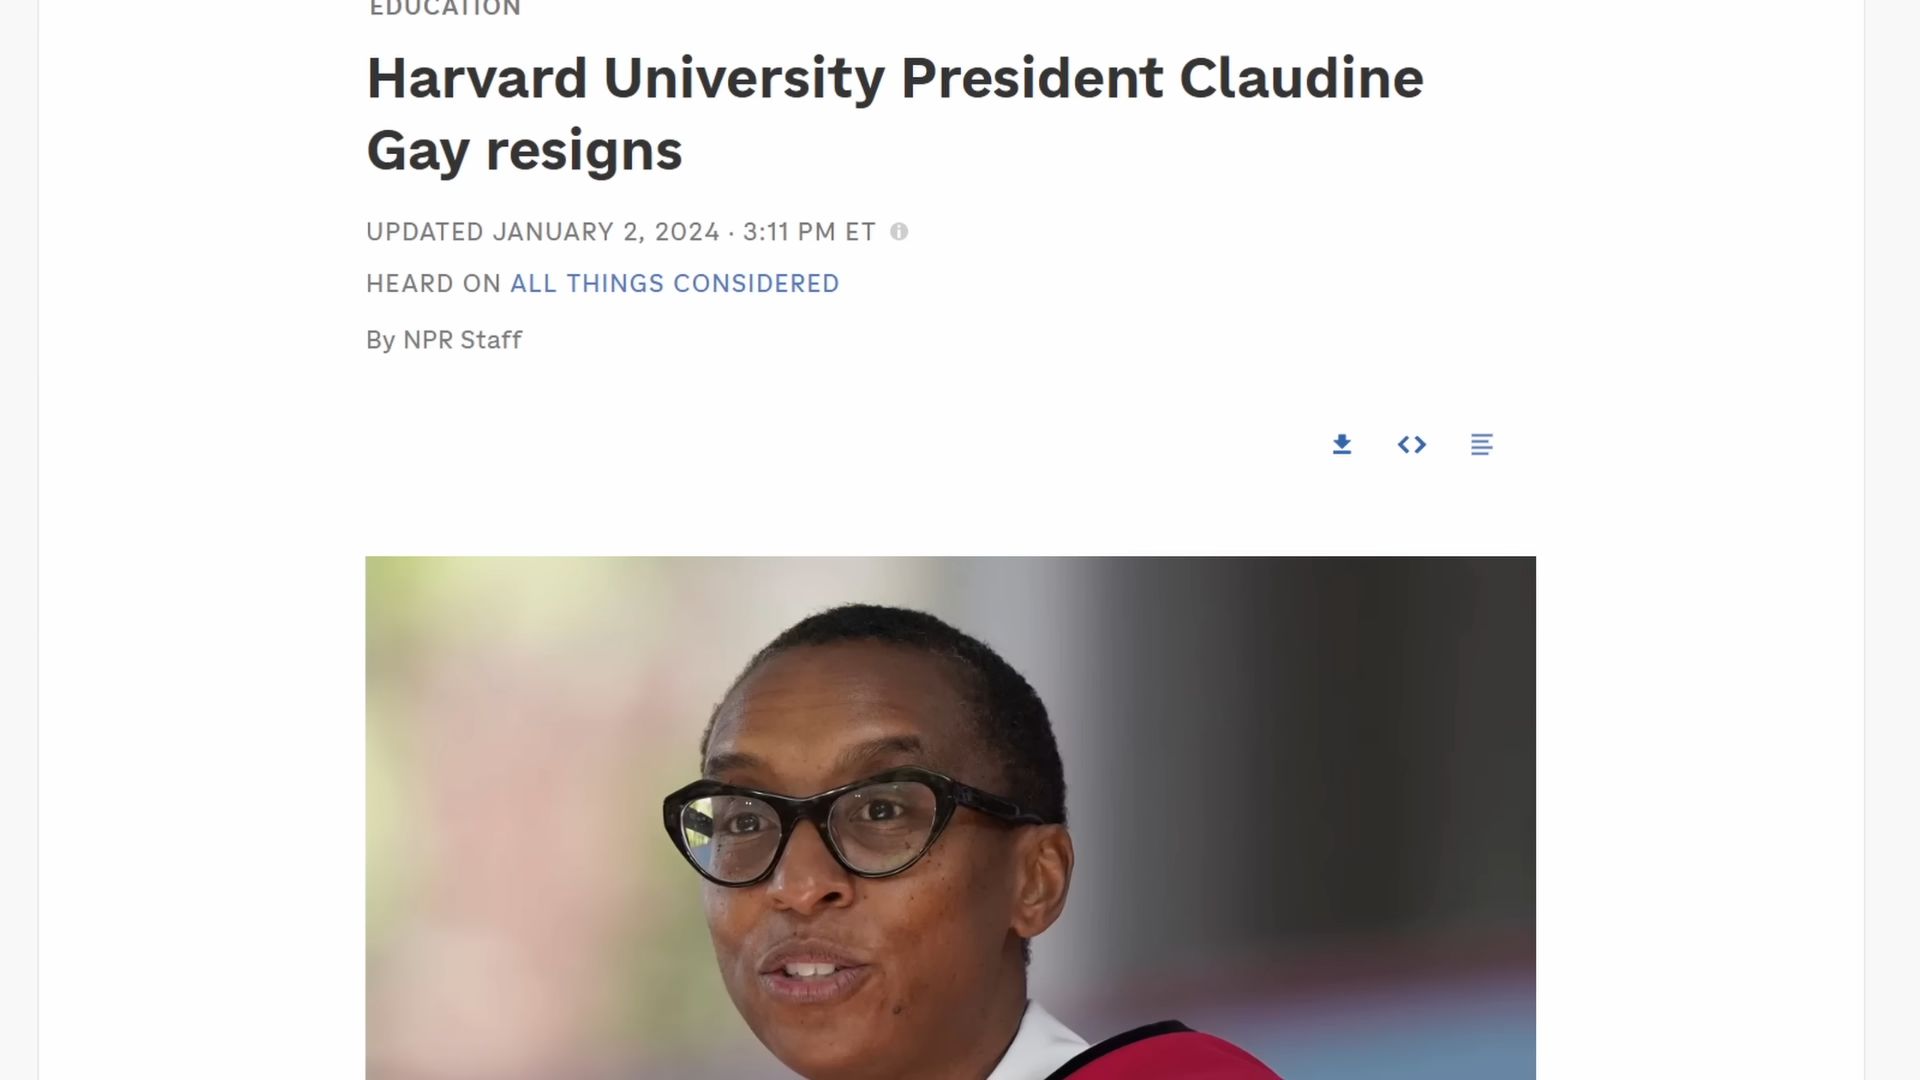 EDUCATION
Harvard University President Claudine
Gay resigns
UPDATED JANUARY 2, 2024 · 3:11 PM ET
HEARD ON ALL THINGS CONSIDERED
By NPR Staff